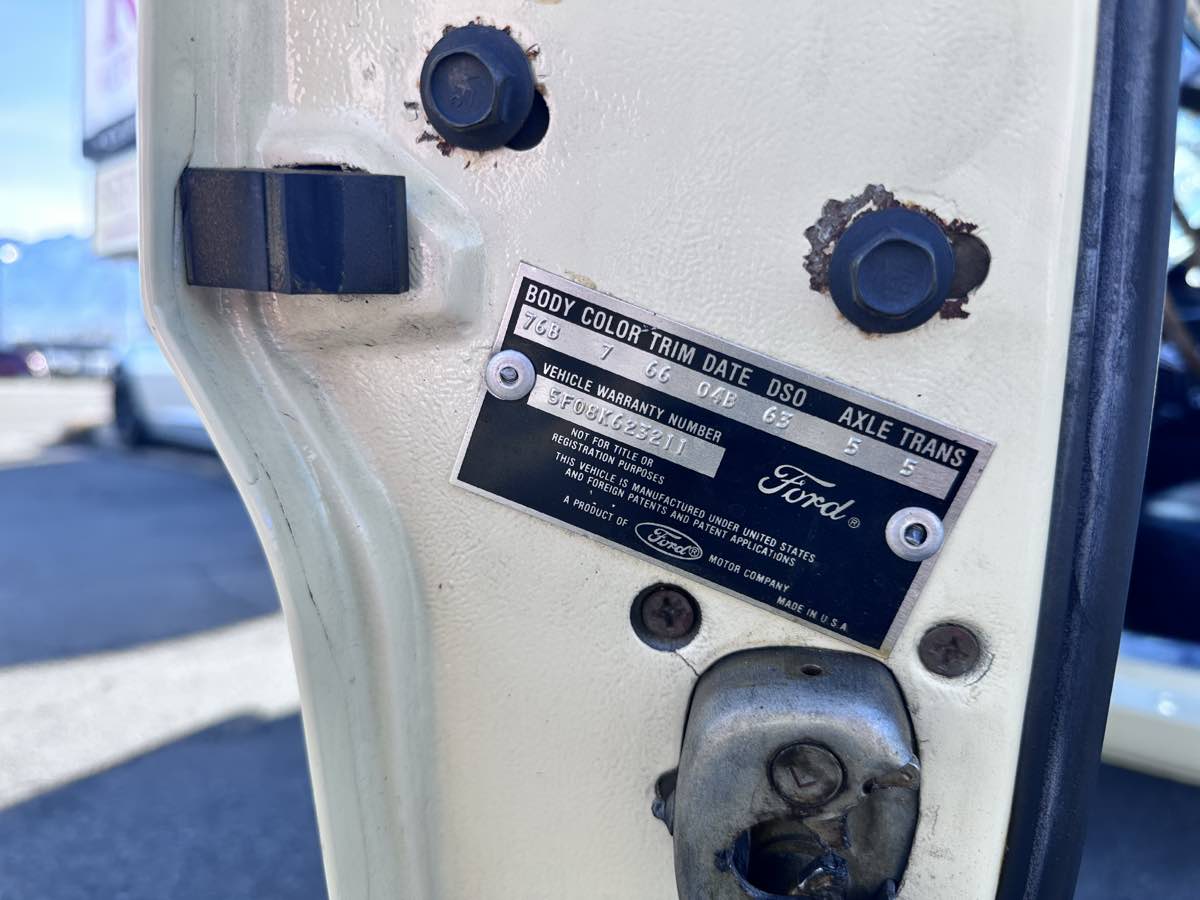 BODY COLOR TRIM DATE DSO AXLE TRANS
76B 7 66 04B 63 5 5
VEHICLE WARRANTY NUMBER
5F08K623211
NOT FOR TITLE OR
REGISTRATION PURPOSES
Ford®
THIS VEHICLE IS MANUFACTURED UNDER UNITED STATES
AND FOREIGN PATENTS AND PATENT APPLICATIONS
A PRODUCT OF Ford® MOTOR COMPANY
MADE IN U.S.A
L